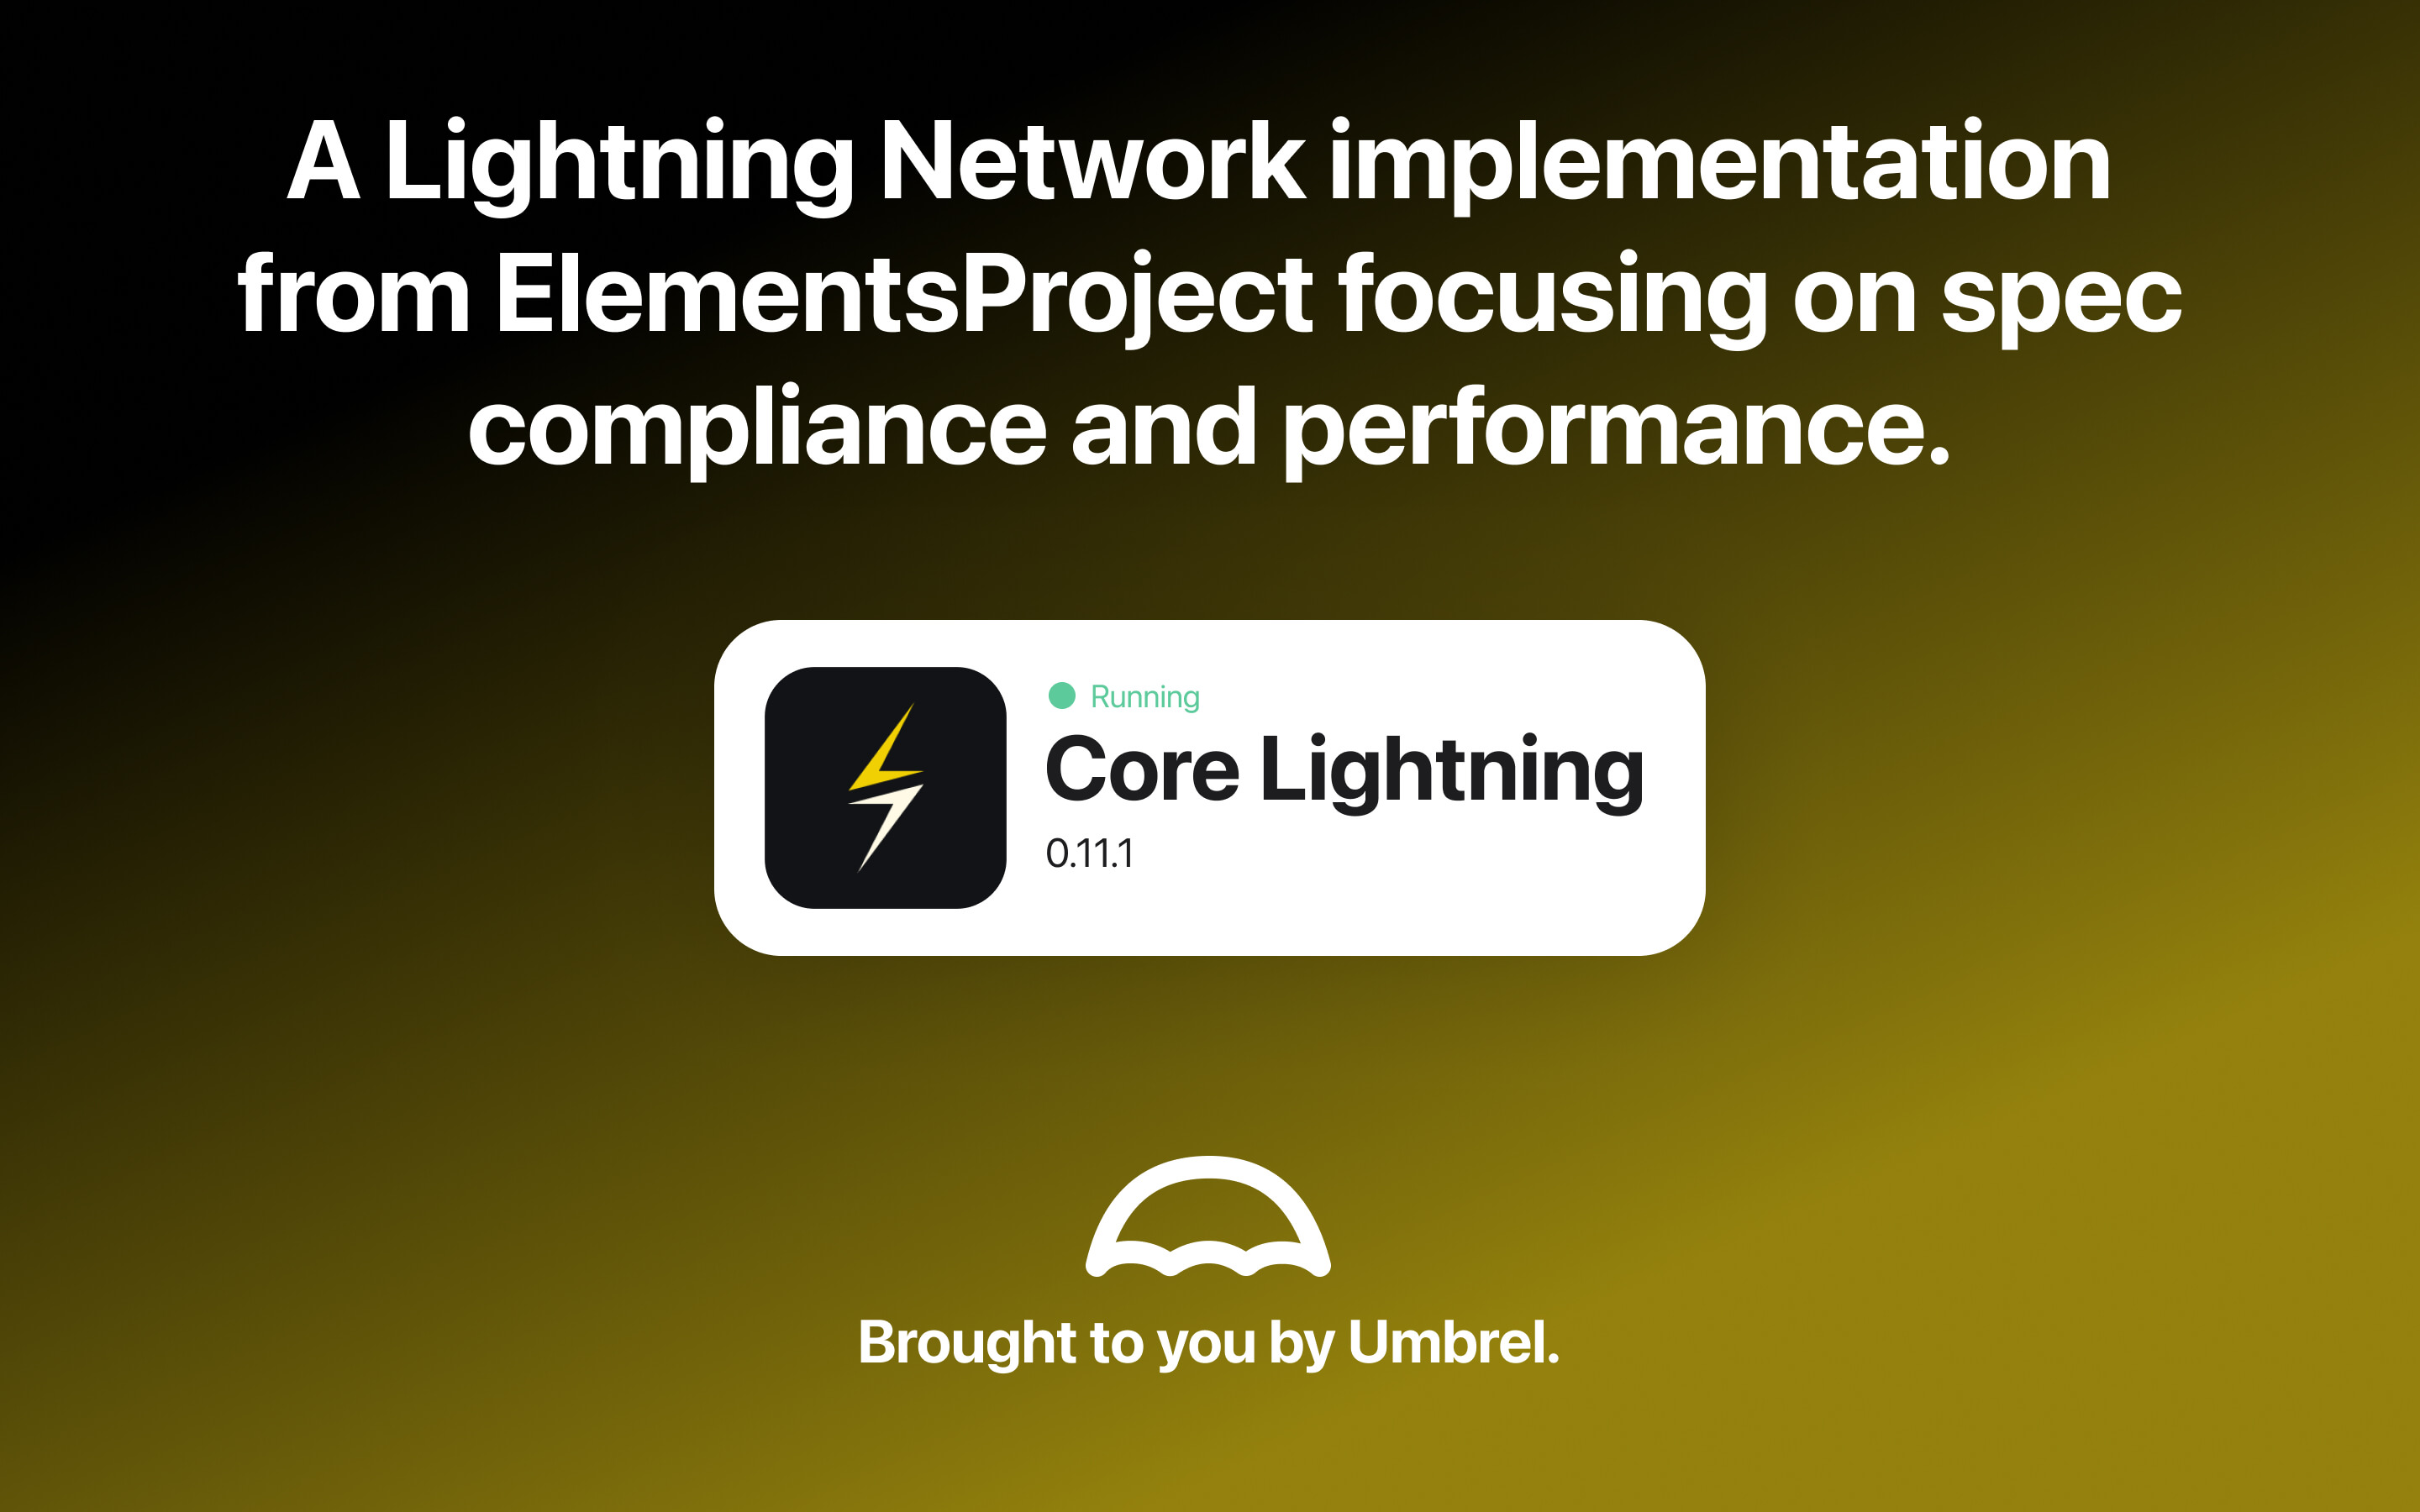 A Lightning Network implementation
from ElementsProject focusing on spec
compliance and performance.
Running
Core Lightning
0.11.1
Brought to you by Umbrel.